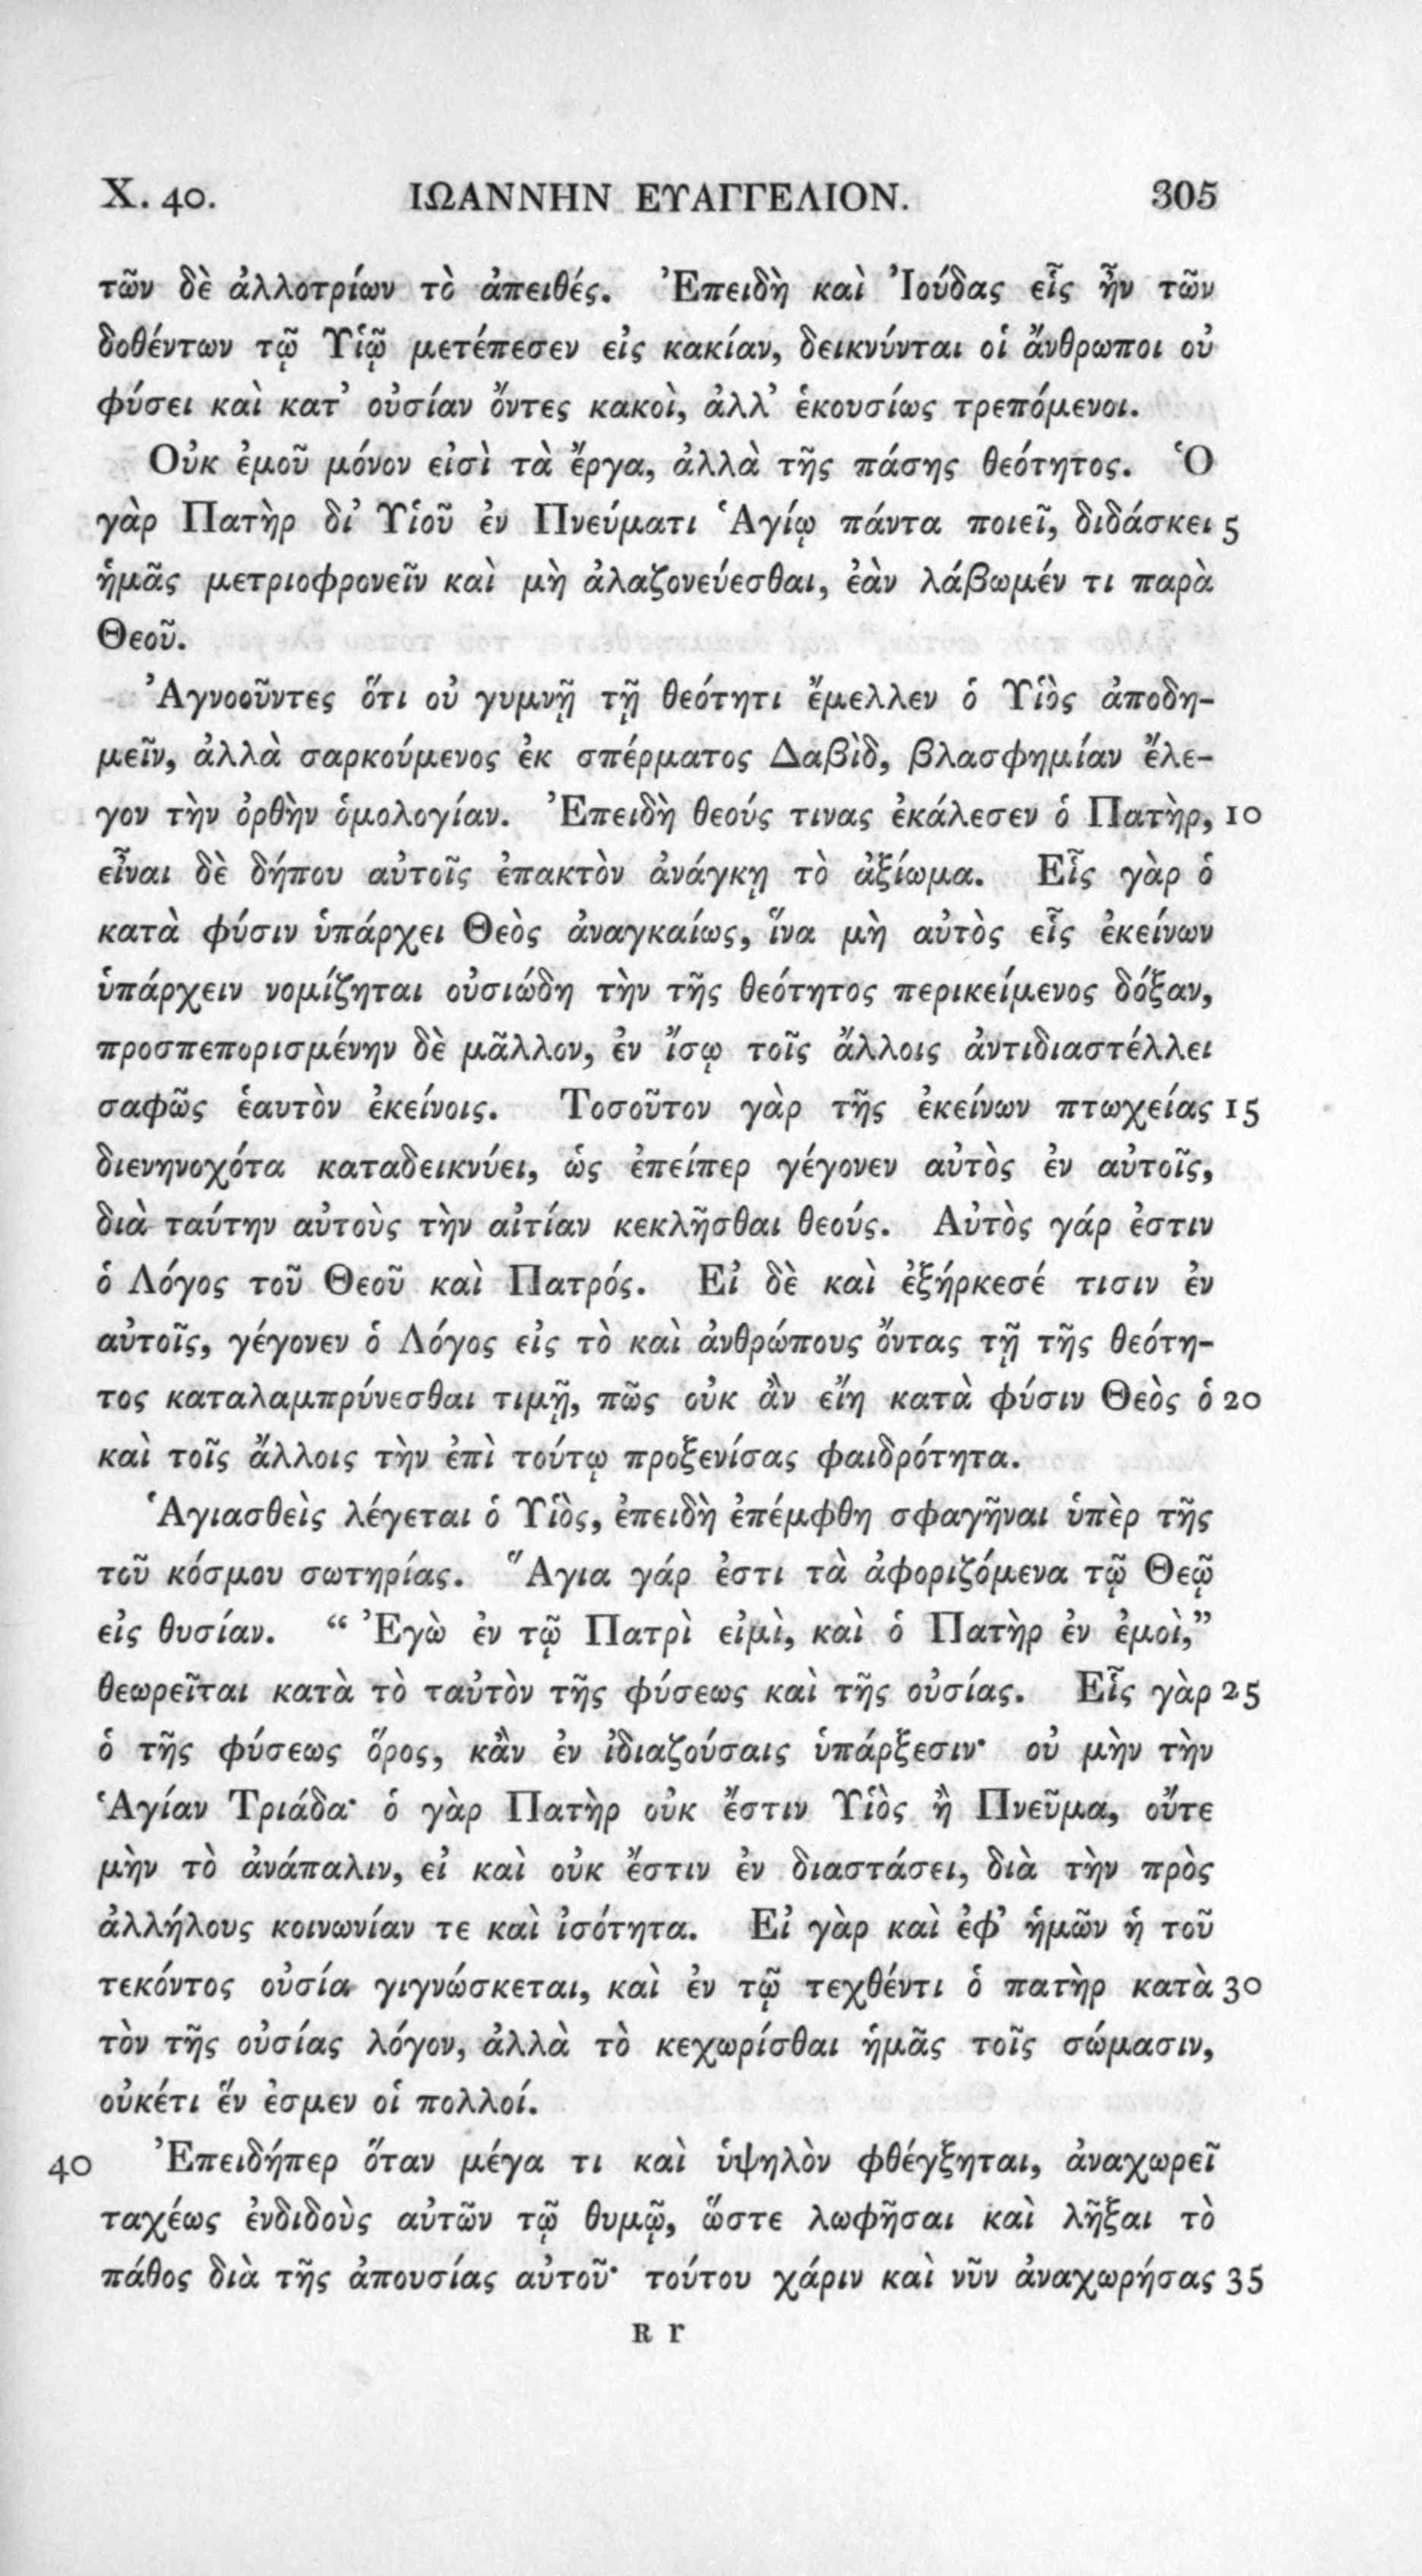 Χ. 40. ΙΩΑΝΝΗΝ ΕΥΑΓΓΕΛΙΟΝ. 305
τῶν δὲ ἀλλοτρίων τὸ ἀπειθές. Ἐπειδὴ καὶ Ἰούδας εἷς ἦν τῶν
δοθέντων τῷ Υἱῷ μετέπεσεν εἰς κακίαν, δεικνύνται οἱ ἄνθρωποι οὐ
φύσει καὶ κατ’ οὐσίαν ὄντες κακοὶ, ἀλλ’ ἑκουσίως τρεπόμενοι.
Οὐκ ἐμοῦ μόνον εἰσὶ τὰ ἔργα, ἀλλὰ τῆς πάσης θεότητος. Ὁ
γὰρ Πατὴρ δι’ Υἱοῦ ἐν Πνεύματι Ἁγίῳ πάντα ποιεῖ, διδάσκει 5
ἡμᾶς μετριοφρονεῖν καὶ μὴ ἀλαζονεύεσθαι, ἐὰν λάβωμέν τι παρὰ
Θεοῦ.
Ἀγνοοῦντες ὅτι οὐ γυμνῇ τῇ θεότητι ἔμελλεν ὁ Υἱὸς ἀποδη-
μεῖν, ἀλλὰ σαρκούμενος ἐκ σπέρματος Δαβὶδ, βλασφημίαν ἔλε-
γον τὴν ὀρθὴν ὁμολογίαν. Ἐπειδὴ θεούς τινας ἐκάλεσεν ὁ Πατὴρ, 10
εἶναι δὲ δήπου αὐτοῖς ἐπακτὸν ἀνάγκῃ τὸ ἀξίωμα. Εἷς γὰρ ὁ
κατὰ φύσιν ὑπάρχει Θεὸς ἀναγκαίως, ἵνα μὴ αὐτὸς εἷς ἐκείνων
ὑπάρχειν νομίζηται οὐσιώδη τὴν τῆς θεότητος περικείμενος δόξαν,
προσπεπορισμένην δὲ μᾶλλον, ἐν ἴσῳ τοῖς ἄλλοις ἀντιδιαστέλλει
σαφῶς ἑαυτὸν ἐκείνοις. Τοσοῦτον γὰρ τῆς ἐκείνων πτωχείας 15
διενηνοχότα καταδεικνύει, ὡς ἐπείπερ γέγονεν αὐτὸς ἐν αὐτοῖς,
διὰ ταύτην αὐτοὺς τὴν αἰτίαν κεκλῆσθαι θεούς. Αὐτὸς γάρ ἐστιν
ὁ Λόγος τοῦ Θεοῦ καὶ Πατρός. Εἰ δὲ καὶ ἐξήρκεσέ τισιν ἐν
αὐτοῖς, γέγονεν ὁ Λόγος εἰς τὸ καὶ ἀνθρώπους ὄντας τῇ τῆς θεότη-
τος καταλαμπρύνεσθαι τιμῇ, πῶς οὐκ ἂν εἴη κατὰ φύσιν Θεὸς ὁ 20
καὶ τοῖς ἄλλοις τὴν ἐπὶ τούτῳ προξενίσας φαιδρότητα.
Ἁγιασθεὶς λέγεται ὁ Υἱὸς, ἐπειδὴ ἐπέμφθη σφαγῆναι ὑπὲρ τῆς
τοῦ κόσμου σωτηρίας. Ἅγια γάρ ἐστι τὰ ἀφοριζόμενα τῷ Θεῷ
εἰς θυσίαν. “ Ἐγὼ ἐν τῷ Πατρὶ εἰμὶ, καὶ ὁ Πατὴρ ἐν ἐμοὶ,”
θεωρεῖται κατὰ τὸ ταὐτὸν τῆς φύσεως καὶ τῆς οὐσίας. Εἷς γὰρ 25
ὁ τῆς φύσεως ὅρος, κἂν ἐν ἰδιαζούσαις ὑπάρξεσιν· οὐ μὴν τὴν
Ἁγίαν Τριάδα· ὁ γὰρ Πατὴρ οὐκ ἔστιν Υἱὸς ἢ Πνεῦμα, οὔτε
μὴν τὸ ἀνάπαλιν, εἰ καὶ οὐκ ἔστιν ἐν διαστάσει, διὰ τὴν πρὸς
ἀλλήλους κοινωνίαν τε καὶ ἰσότητα. Εἰ γὰρ καὶ ἐφ’ ἡμῶν ἡ τοῦ
τεκόντος οὐσία γιγνώσκεται, καὶ ἐν τῷ τεχθέντι ὁ πατὴρ κατὰ 30
τὸν τῆς οὐσίας λόγον, ἀλλὰ τὸ κεχωρίσθαι ἡμᾶς τοῖς σώμασιν,
οὐκέτι ἕν ἐσμεν οἱ πολλοί.
40 Ἐπειδήπερ ὅταν μέγα τι καὶ ὑψηλὸν φθέγξηται, ἀναχωρεῖ
ταχέως ἐνδιδοὺς αὐτῶν τῷ θυμῷ, ὥστε λωφῆσαι καὶ λῆξαι τὸ
πάθος διὰ τῆς ἀπουσίας αὐτοῦ· τούτου χάριν καὶ νῦν ἀναχωρήσας 35
R r